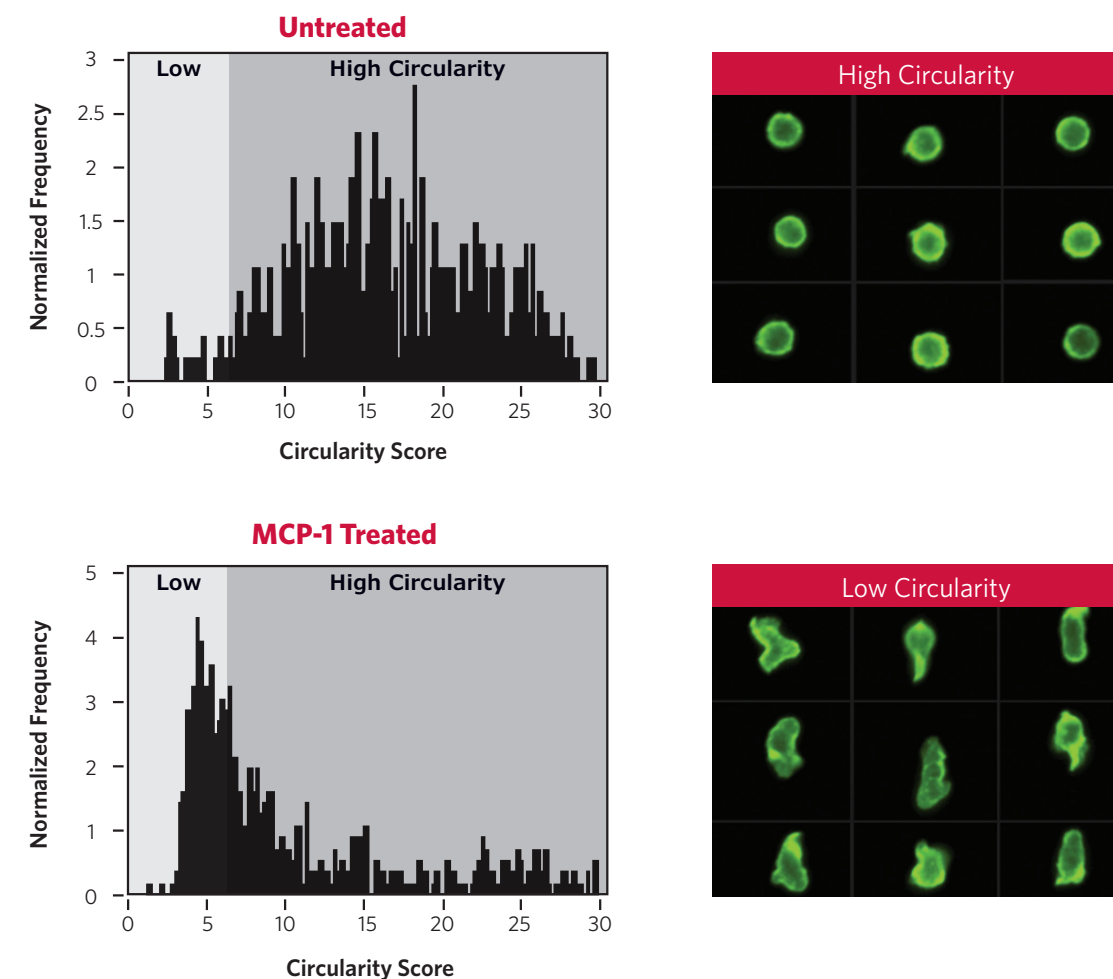 Untreated
Low
High Circularity
Normalized Frequency
3
2.5
2
1.5
1
0.5
0
0 5 10 15 20 25 30
Circularity Score
High Circularity
MCP-1 Treated
Low
High Circularity
Normalized Frequency
5
4
3
2
1
0
0 5 10 15 20 25 30
Circularity Score
Low Circularity